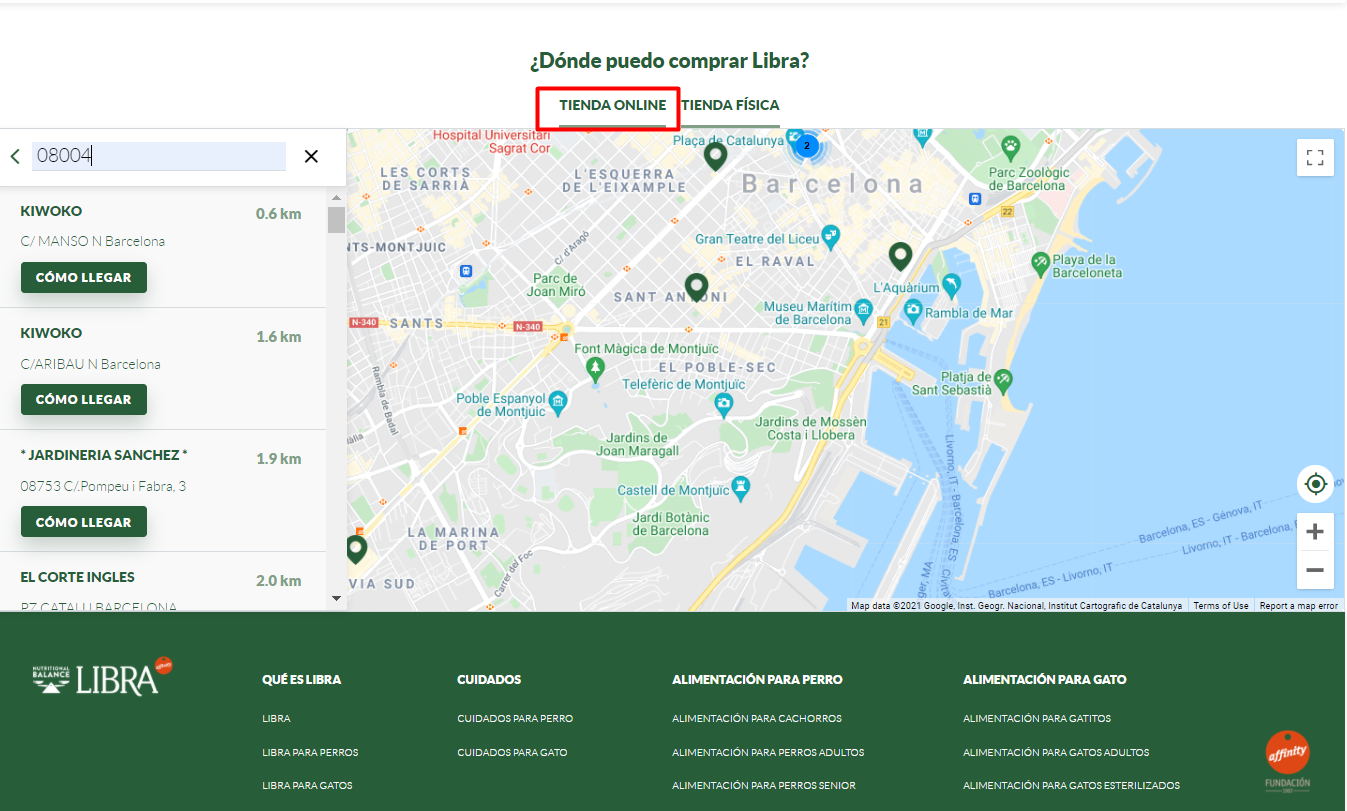 ¿Dónde puedo comprar Libra?
TIENDA ONLINE TIENDA FÍSICA
08004
KIWOKO 0.6 km
C/ MANSO N Barcelona
CÓMO LLEGAR
KIWOKO 1.6 km
C/ARIBAU N Barcelona
CÓMO LLEGAR
* JARDINERIA SANCHEZ * 1.9 km
08753 C/.Pompeu i Fabra, 3
CÓMO LLEGAR
EL CORTE INGLES 2.0 km
PZ CATALU BARCELONA
Hospital Universitari
Sagrat Cor
Plaça de Catalunya
2
LES CORTS
DE SARRIÀ
L'ESQUERRA
DE L'EIXAMPLE
Barcelona
Parc Zoològic
de Barcelona
22
NTS-MONTJUIC
C/ d'Aragó
Gran Teatre del Liceu
EL RAVAL
Playa de la
Barceloneta
Parc de
Joan Miró
SANT ANTONI
L'Aquàrium
Museu Marítim
de Barcelona
Rambla de Mar
21
N-340
SANTS
N-340
Font Màgica de Montjuïc
EL POBLE-SEC
Telefèric de Montjuïc
Platja de
Sant Sebastià
Rambla de Badal
Poble Espanyol
de Montjuic
Jardins de Mossèn
Costa i Llobera
Jardins de
Joan Maragall
Castell de Montjuïc
Jardí Botànic
de Barcelona
LA MARINA
DE PORT
Carrer del Foc
VIA SUD
Livorno, IT - Barcelona, ES
Barcelona, ES - Génova, IT
Livorno, IT - Barcelona,
Barcelona, ES - Livorno, IT
Map data ©2021 Google, Inst. Geogr. Nacional, Institut Cartografic de Catalunya Terms of Use Report a map error
NUTRITIONAL
BALANCE
LIBRA
affinity
QUÉ ES LIBRA
LIBRA
LIBRA PARA PERROS
LIBRA PARA GATOS
CUIDADOS
CUIDADOS PARA PERRO
CUIDADOS PARA GATO
ALIMENTACIÓN PARA PERRO
ALIMENTACIÓN PARA CACHORROS
ALIMENTACIÓN PARA PERROS ADULTOS
ALIMENTACIÓN PARA PERROS SENIOR
ALIMENTACIÓN PARA GATO
ALIMENTACIÓN PARA GATITOS
ALIMENTACIÓN PARA GATOS ADULTOS
ALIMENTACIÓN PARA GATOS ESTERILIZADOS
affinity
FUNDACIÓN